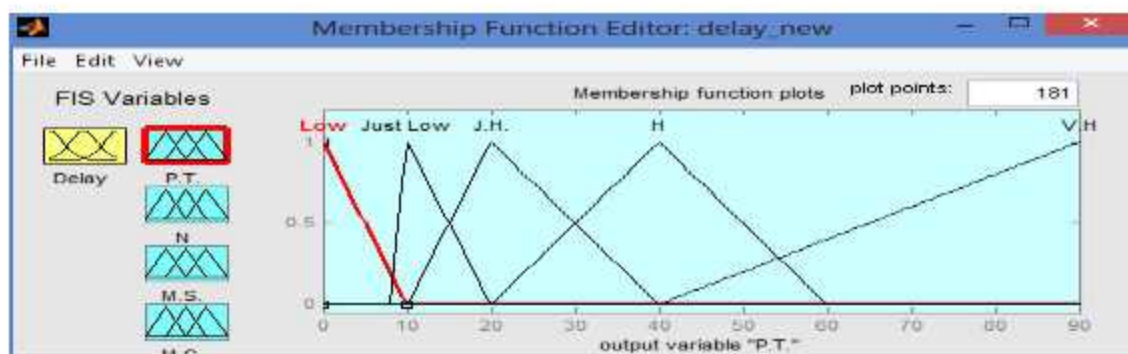 Membership Function Editor: delay_new
File Edit View
FIS Variables
Membership function plots
plot points:
181
Delay
P.T.
N
M.S.
Low
Just Low
J.H.
H
V.H
1
0.5
0
0 10 20 30 40 50 60 70 80 90
output variable "P.T."